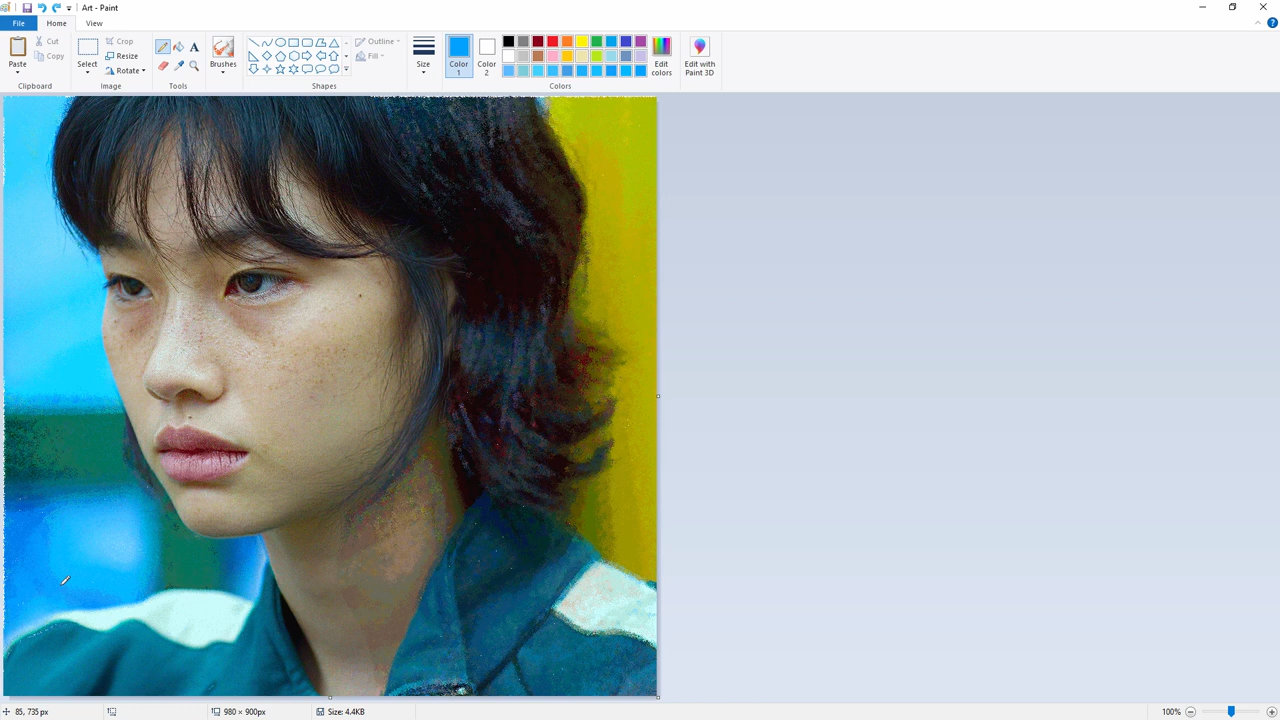 Art - Paint
File Home View
Paste
Cut
Copy
Clipboard
Select
Crop
Resize
Rotate
Image
A
Tools
Brushes
Outline
Fill
Shapes
Size
Color 1
Color 2
Edit colors
Colors
Edit with Paint 3D
85, 735px
980 × 900px
Size: 4.4KB
100%